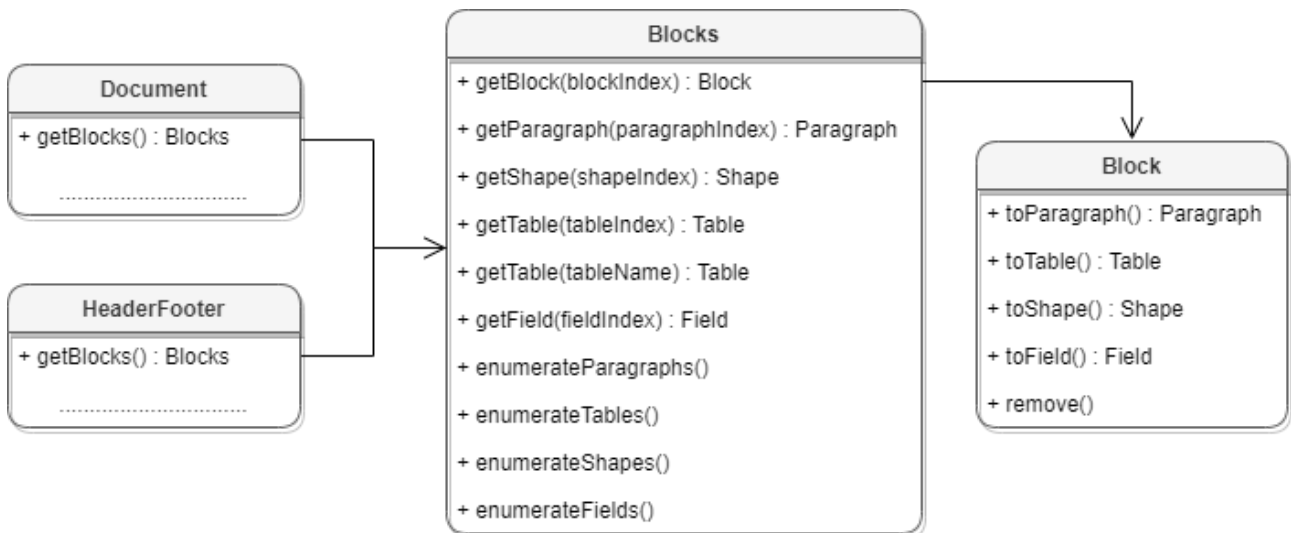 Document
+ getBlocks() : Blocks
................................
HeaderFooter
+ getBlocks() : Blocks
................................
Blocks
+ getBlock(blockIndex) : Block
+ getParagraph(paragraphIndex) : Paragraph
+ getShape(shapeIndex) : Shape
+ getTable(tableIndex) : Table
+ getTable(tableName) : Table
+ getField(fieldIndex) : Field
+ enumerateParagraphs()
+ enumerateTables()
+ enumerateShapes()
+ enumerateFields()
Block
+ toParagraph() : Paragraph
+ toTable() : Table
+ toShape() : Shape
+ toField() : Field
+ remove()